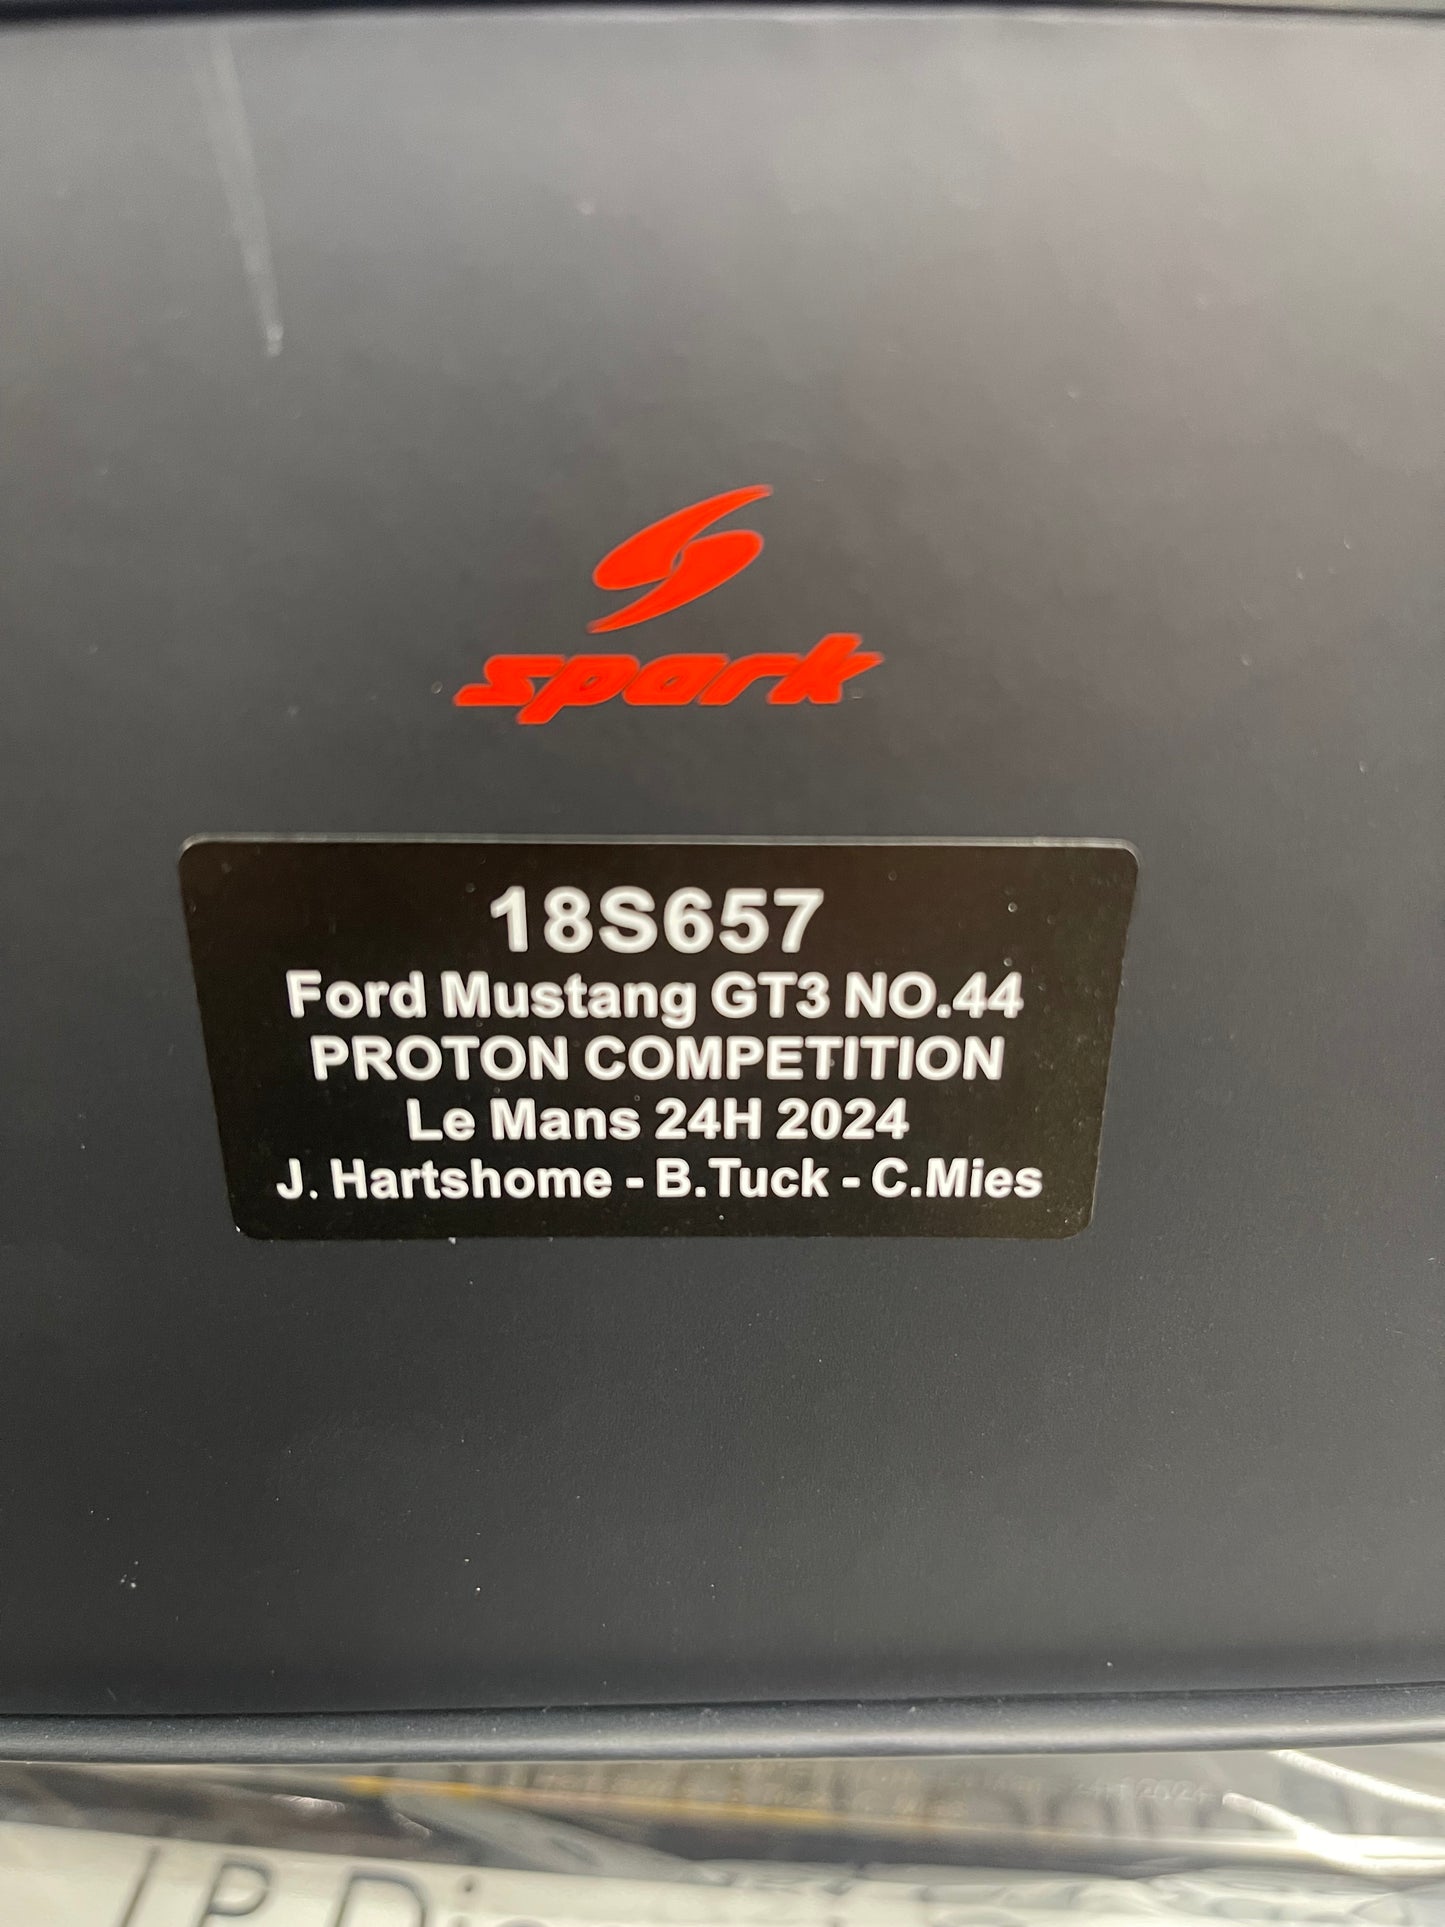 spark
18S657
Ford Mustang GT3 NO.44
PROTON COMPETITION
Le Mans 24H 2024
J. Hartshome - B.Tuck - C.Mies